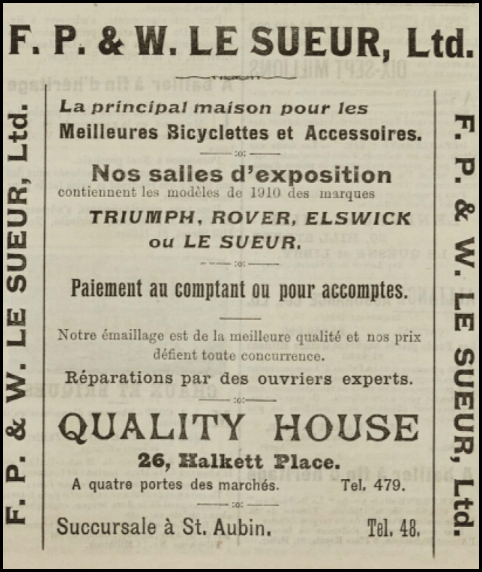 F. P. & W. LE SUEUR, Ltd.
F. P. & W. LE SUEUR, Ltd.
La principal maison pour les
Meilleures Bicyclettes et Accessoires.
Nos salles d'exposition
contiennent les modèles de 1910 des marques
TRIUMPH, ROVER, ELSWICK
ou LE SUEUR.
Paiement au comptant ou pour accomptes.
Notre émaillage est de la meilleure qualité et nos prix
défient toute concurrence.
Réparations par des ouvriers experts.
QUALITY HOUSE
26, Halkett Place.
A quatre portes des marchés. Tel. 479.
Succursale à St. Aubin. Tel. 48.
F. P. & W. LE SUEUR, Ltd.